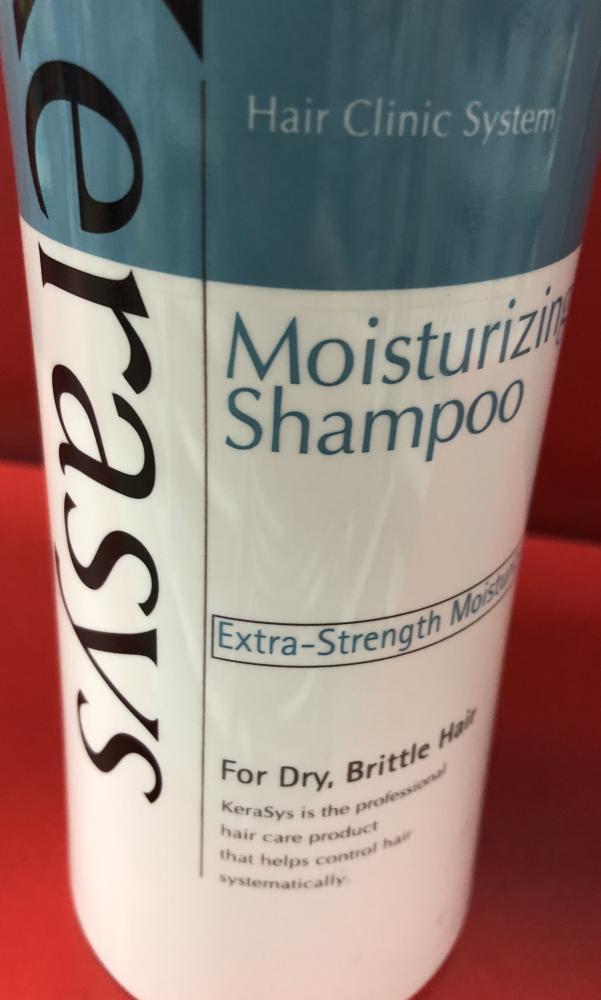 Kerasys
Hair Clinic System
Moisturizing
Shampoo
Extra-Strength
For Dry, Brittle Hair
KeraSys is the professional
hair care product
that helps control hair
systematically.